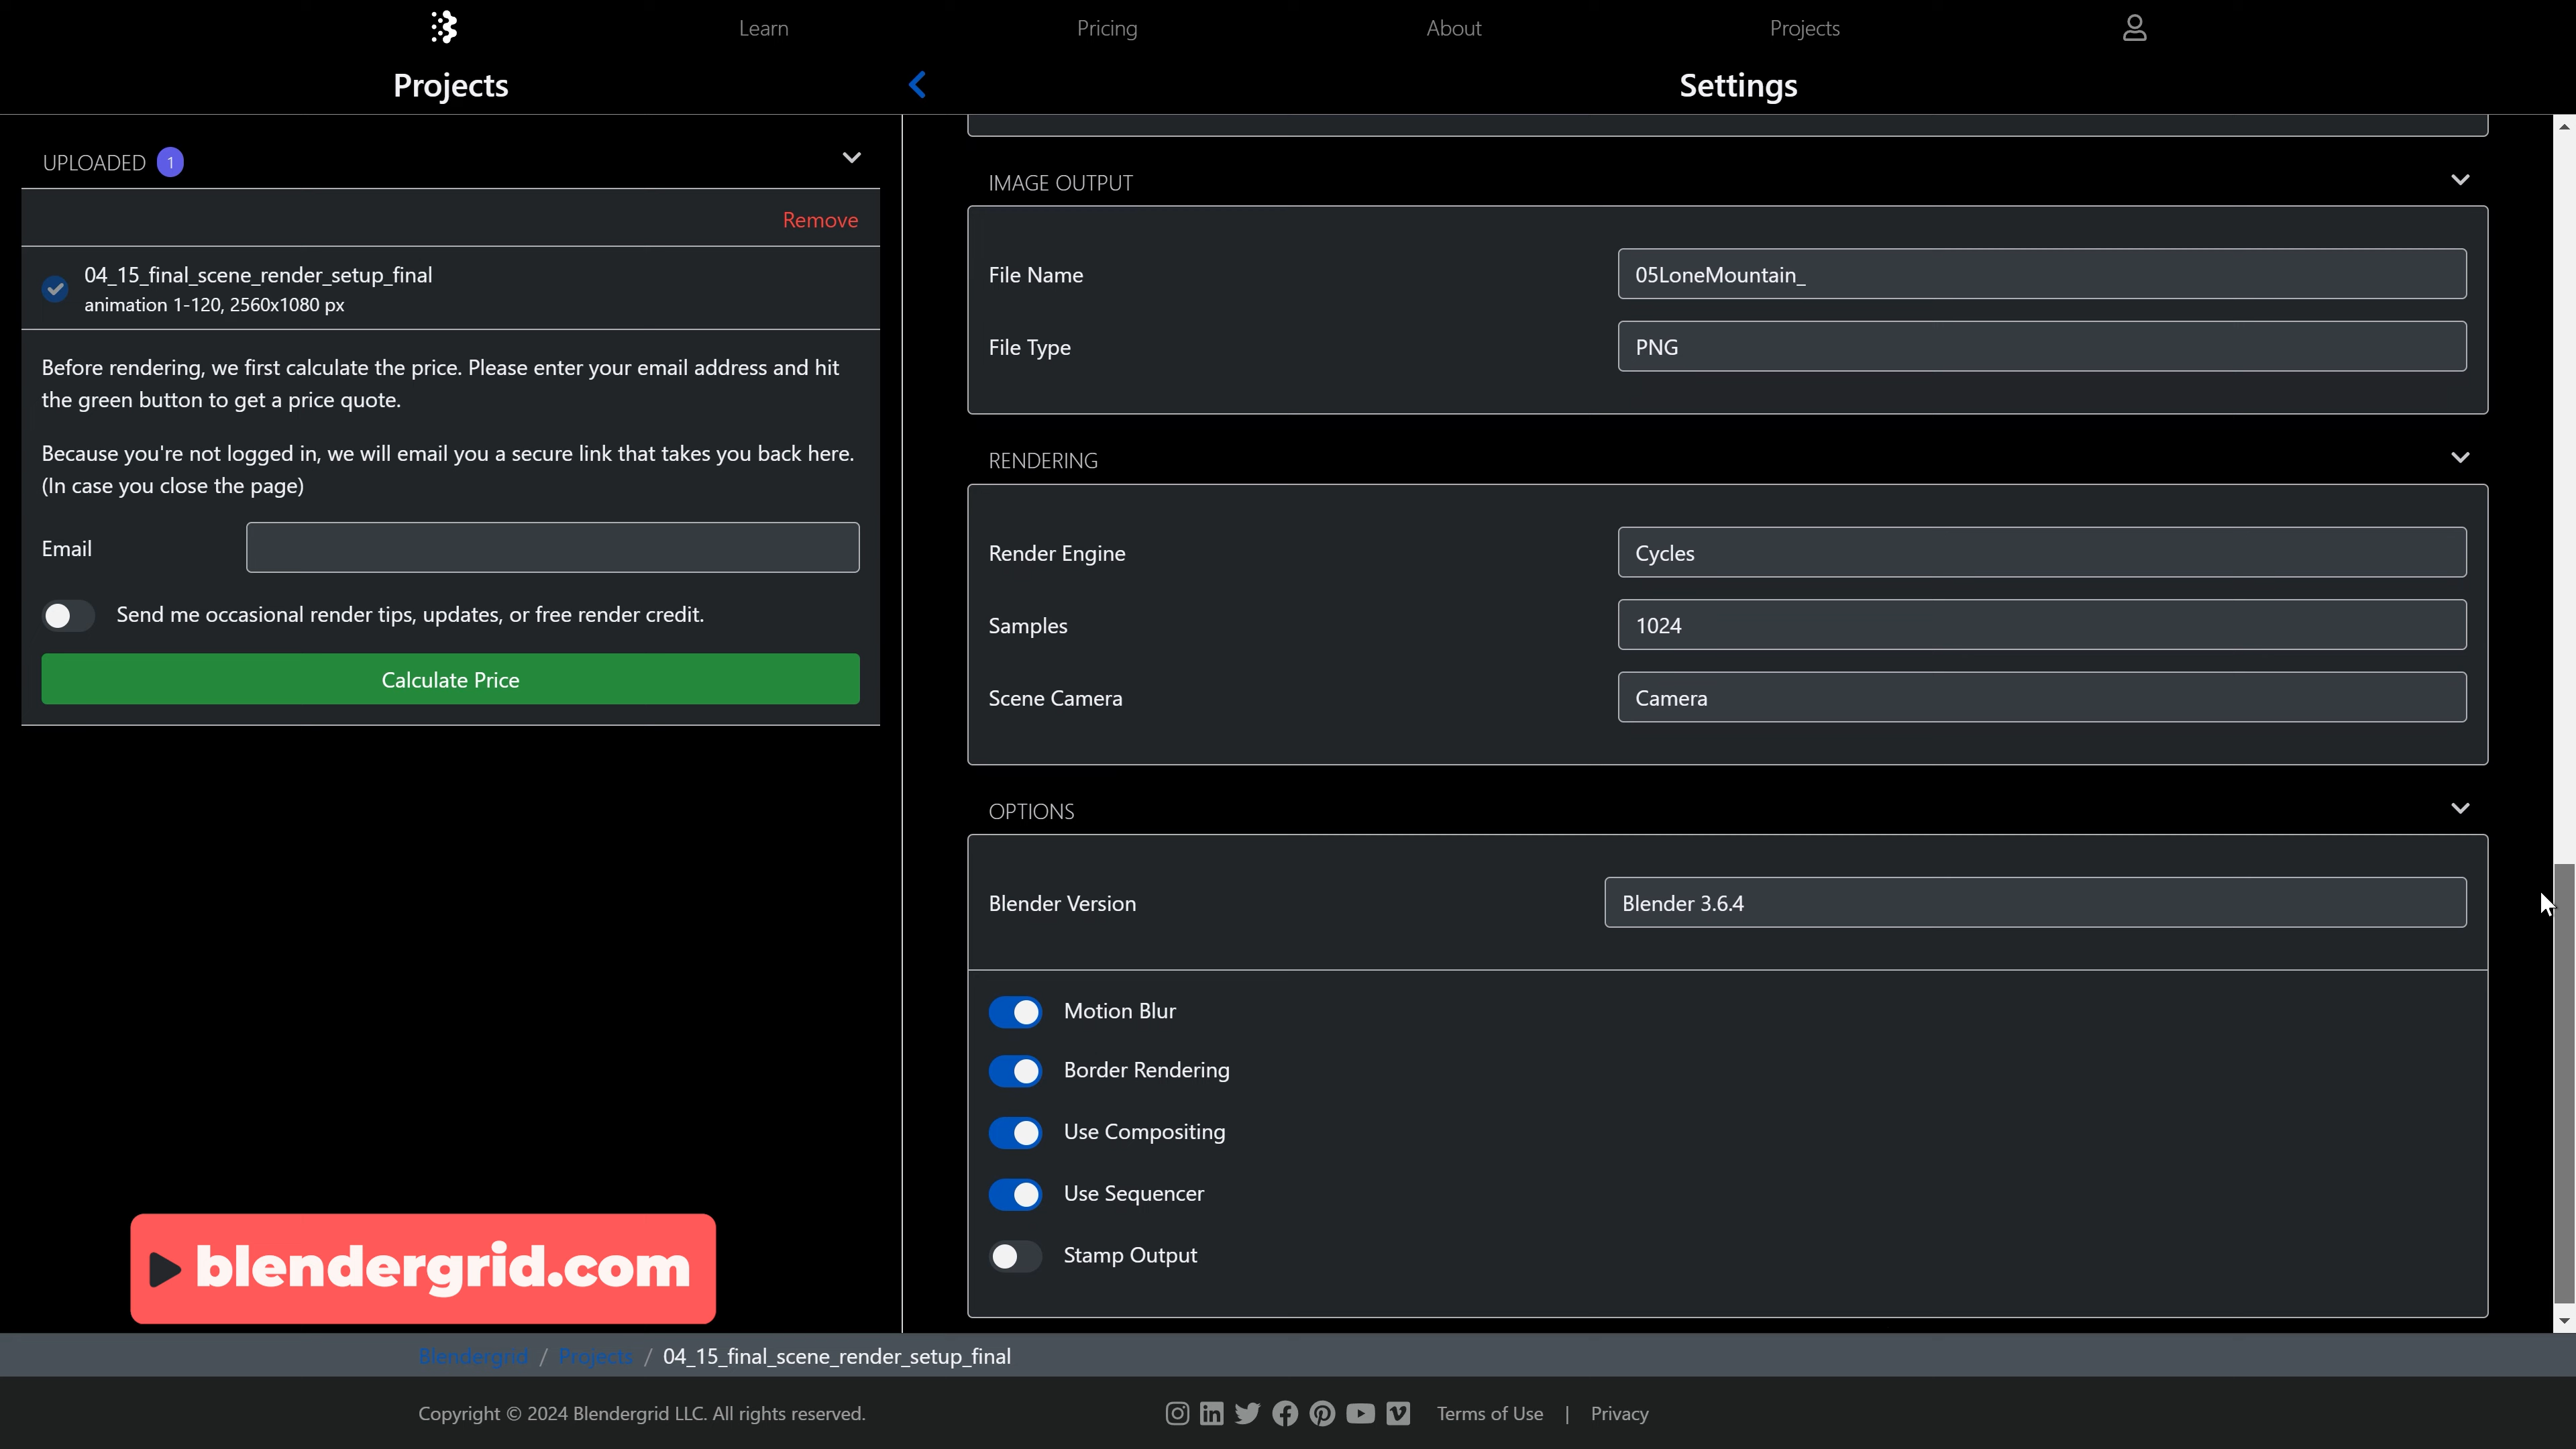 Learn
Pricing
About
Projects
Projects
Settings
UPLOADED 1
Remove
04_15_final_scene_render_setup_final
animation 1-120, 2560x1080 px
Before rendering, we first calculate the price. Please enter your email address and hit
the green button to get a price quote.
Because you're not logged in, we will email you a secure link that takes you back here.
(In case you close the page)
Email
Send me occasional render tips, updates, or free render credit.
Calculate Price
IMAGE OUTPUT
File Name
05LoneMountain_
File Type
PNG
RENDERING
Render Engine
Cycles
Samples
1024
Scene Camera
Camera
OPTIONS
Blender Version
Blender 3.6.4
Motion Blur
Border Rendering
Use Compositing
Use Sequencer
Stamp Output
blendergrid.com
Blendergrid / Projects / 04_15_final_scene_render_setup_final
Copyright © 2024 Blendergrid LLC. All rights reserved.
Terms of Use | Privacy